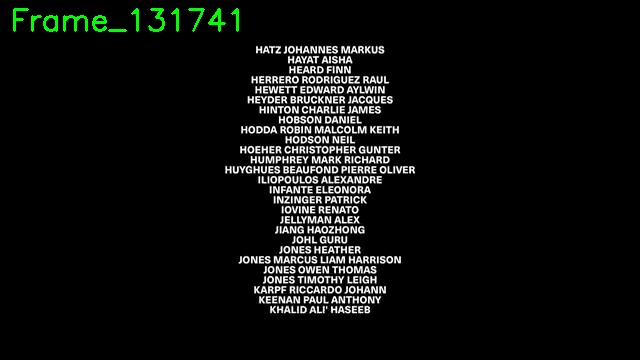 Frame_131741
HATZ JOHANNES MARKUS
HAYAT AISHA
HEARD FINN
HERRERO RODRIGUEZ RAUL
HEWETT EDWARD AYLWIN
HEYDER BRUCKNER JACQUES
HINTON CHARLIE JAMES
HOBSON DANIEL
HODDA ROBIN MALCOLM KEITH
HODSON NEIL
HOEHER CHRISTOPHER GUNTER
HUMPHREY MARK RICHARD
HUYGHUES BEAUFOND PIERRE OLIVER
ILIOPOULOS ALEXANDRE
INFANTE ELEONORA
INZINGER PATRICK
IOVINE RENATO
JELLYMAN ALEX
JIANG HAOZHONG
JOHL GURU
JONES HEATHER
JONES MARCUS LIAM HARRISON
JONES OWEN THOMAS
JONES TIMOTHY LEIGH
KARPF RICCARDO JOHANN
KEENAN PAUL ANTHONY
KHALID ALI' HASEEB